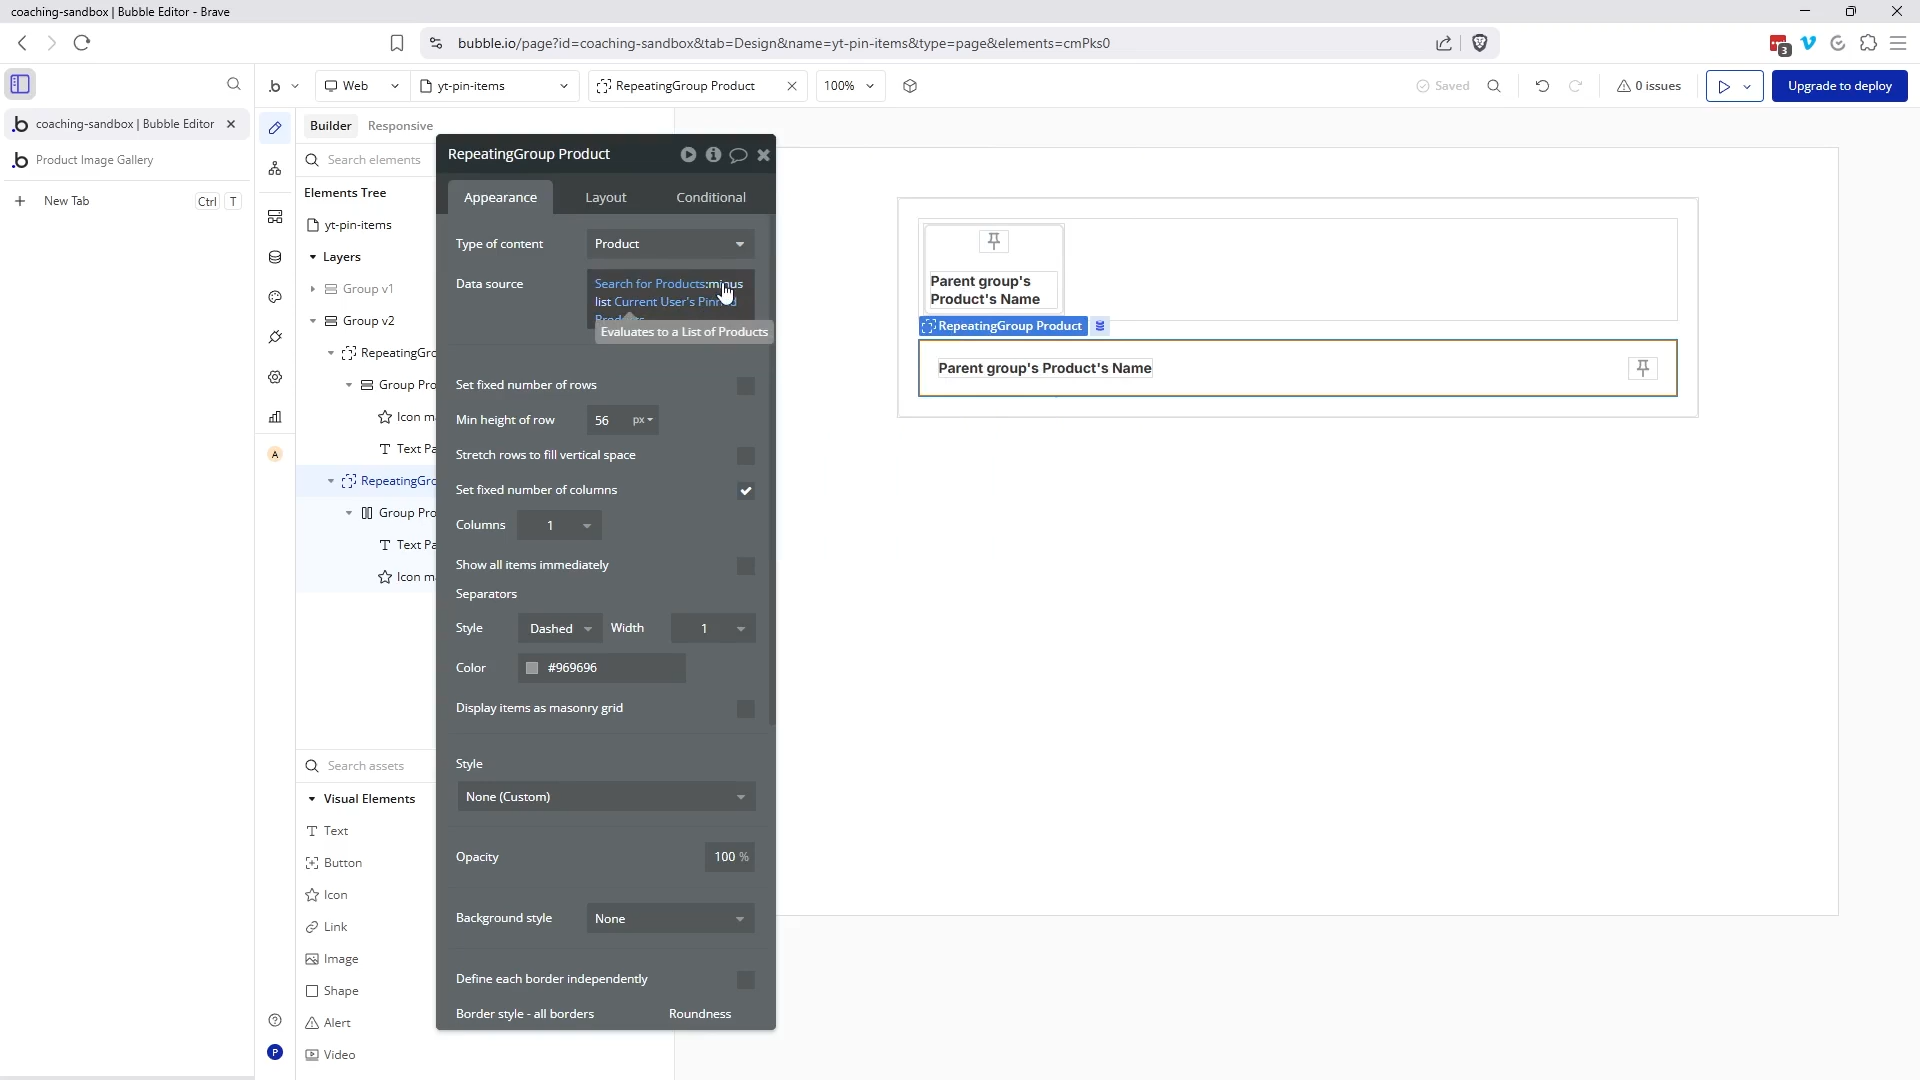 coaching-sandbox | Bubble Editor - Brave
bubble.io/page?id=coaching-sandbox&tab=Design&name=yt-pin-items&type=page&elements=cmPks0
3
Web
yt-pin-items
RepeatingGroup Product
100%
Saved
0 issues
Upgrade to deploy
coaching-sandbox | Bubble Editor
Product Image Gallery
New Tab
Ctrl
T
Builder
Responsive
Search elements
Elements Tree
yt-pin-items
Layers
Group v1
Group v2
RepeatingGro
Group Pro
Icon m
Text Pa
RepeatingGro
Group Pro
Text Pa
Icon m
A
P
Search assets
Visual Elements
Text
Button
Icon
Link
Image
Shape
Alert
Video
RepeatingGroup Product
Appearance
Layout
Conditional
Type of content
Product
Data source
Search for Products:minus
list Current User's Pinned
Evaluates to a List of Products
Set fixed number of rows
Min height of row
56
px
Stretch rows to fill vertical space
Set fixed number of columns
Columns
1
Show all items immediately
Separators
Style
Dashed
Width
1
Color
#969696
Display items as masonry grid
Style
None (Custom)
Opacity
100 %
Background style
None
Define each border independently
Border style - all borders
Roundness
Parent group's
Product's Name
RepeatingGroup Product
Parent group's Product's Name